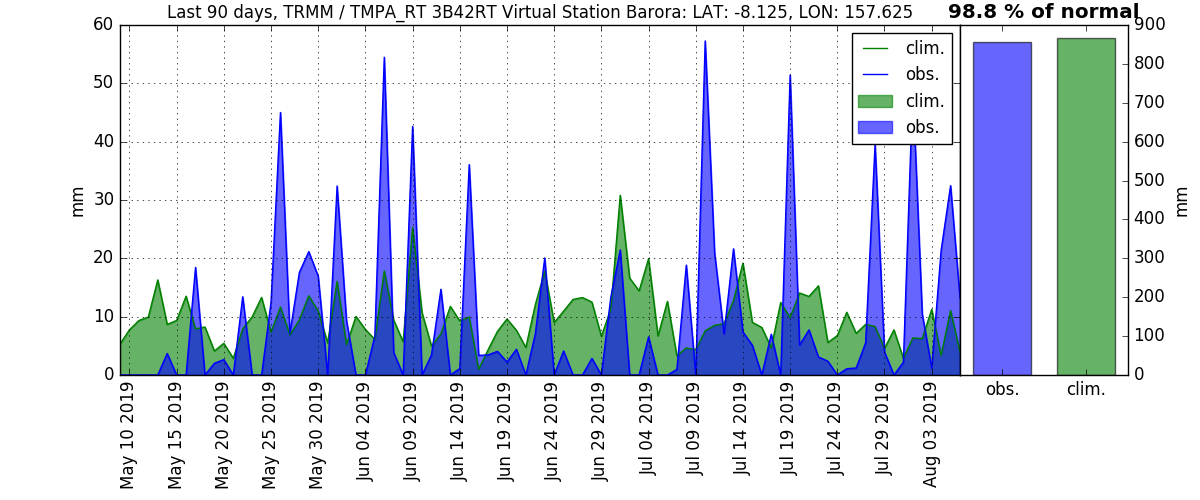 Last 90 days, TRMM / TMPA_RT 3B42RT Virtual Station Barora: LAT: -8.125, LON: 157.625
98.8 % of normal
60
50
40
30
20
10
0
mm
clim.
obs.
clim.
obs.
900
800
700
600
500
400
300
200
100
0
mm
May 10 2019
May 15 2019
May 20 2019
May 25 2019
May 30 2019
Jun 04 2019
Jun 09 2019
Jun 14 2019
Jun 19 2019
Jun 24 2019
Jun 29 2019
Jul 04 2019
Jul 09 2019
Jul 14 2019
Jul 19 2019
Jul 24 2019
Jul 29 2019
Aug 03 2019
obs.
clim.